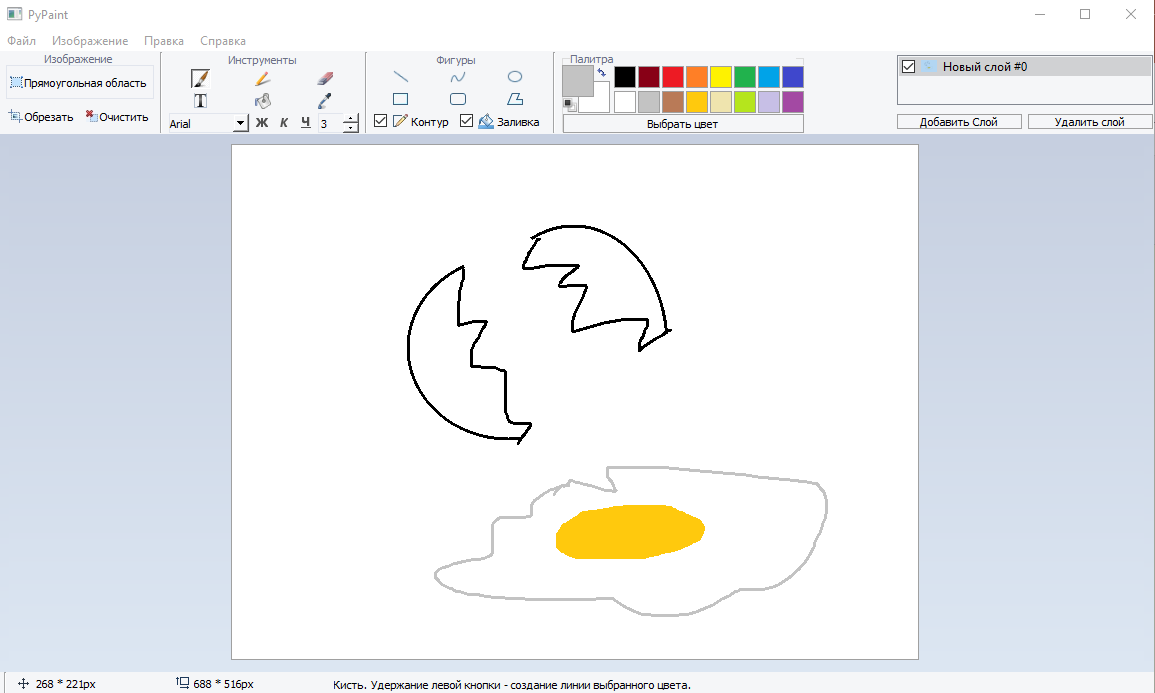 PyPaint
Файл Изображение Правка Справка
Изображение
Прямоугольная область
Обрезать Очистить
Инструменты
T
Arial Ж К Ч 3
Фигуры
Контур Заливка
Палитра
Выбрать цвет
Новый слой #0
Добавить Слой Удалить слой
268 * 221px 688 * 516px Кисть. Удержание левой кнопки - создание линии выбранного цвета.